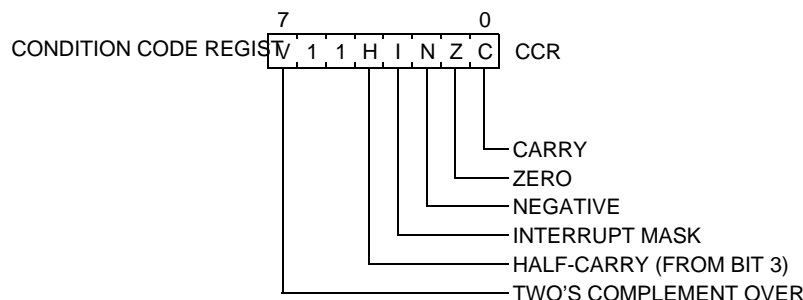 7 0
CONDITION CODE REGIST V 1 1 H I N Z C CCR
CARRY
ZERO
NEGATIVE
INTERRUPT MASK
HALF-CARRY (FROM BIT 3)
TWO'S COMPLEMENT OVER